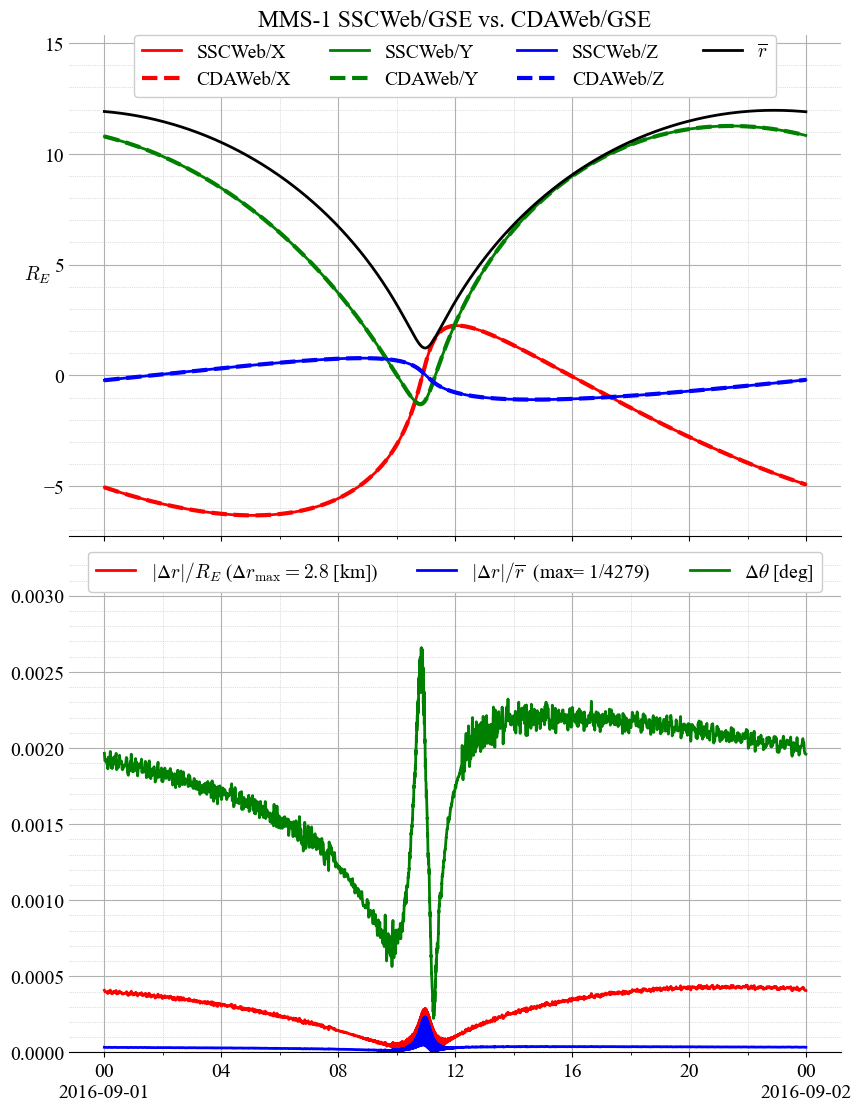 MMS-1 SSCWeb/GSE vs. CDAWeb/GSE
SSCWeb/X SSCWeb/Y SSCWeb/Z r̅
CDAWeb/X CDAWeb/Y CDAWeb/Z
15
10
5
R_E
0
−5
|Δr|/R_E (Δr_max = 2.8 [km]) |Δr|/r̅ (max= 1/4279) Δθ [deg]
0.0030
0.0025
0.0020
0.0015
0.0010
0.0005
0.0000
00 04 08 12 16 20 00
2016-09-01 2016-09-02